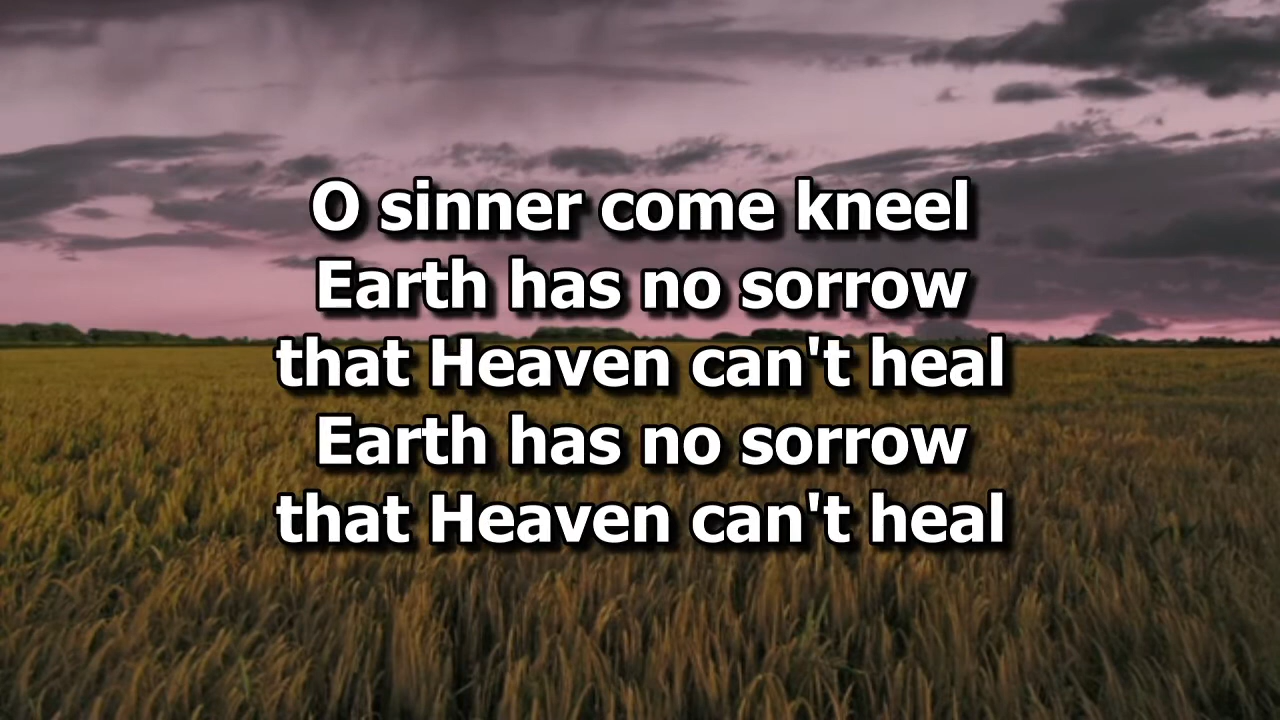 O sinner come kneel
Earth has no sorrow
that Heaven can't heal
Earth has no sorrow
that Heaven can't heal